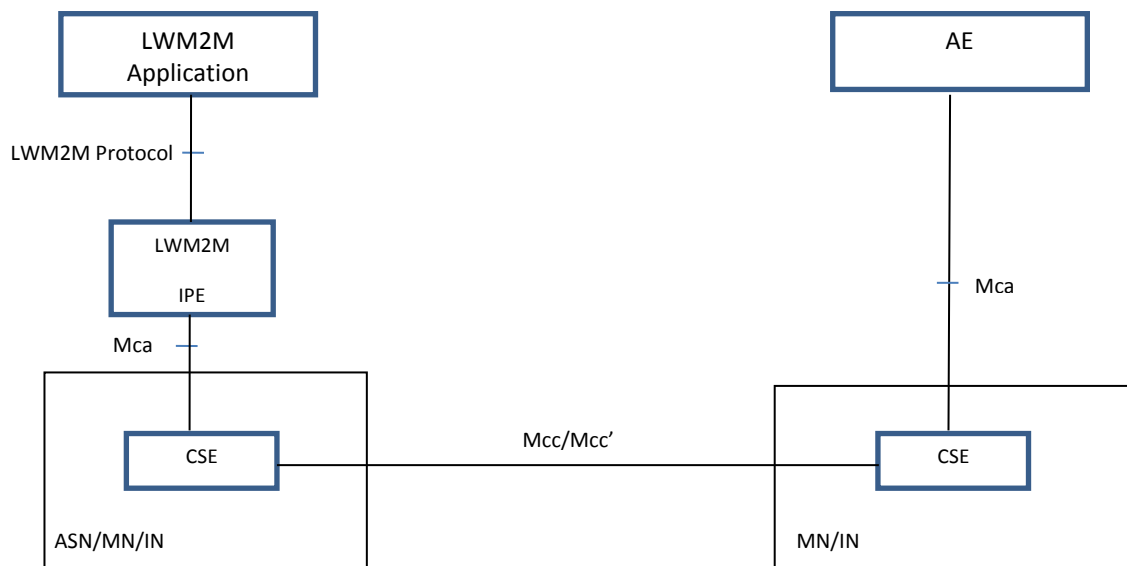 LWM2M
Application
AE
LWM2M Protocol
LWM2M
IPE
Mca
Mca
Mcc/Mcc’
CSE
CSE
ASN/MN/IN
MN/IN